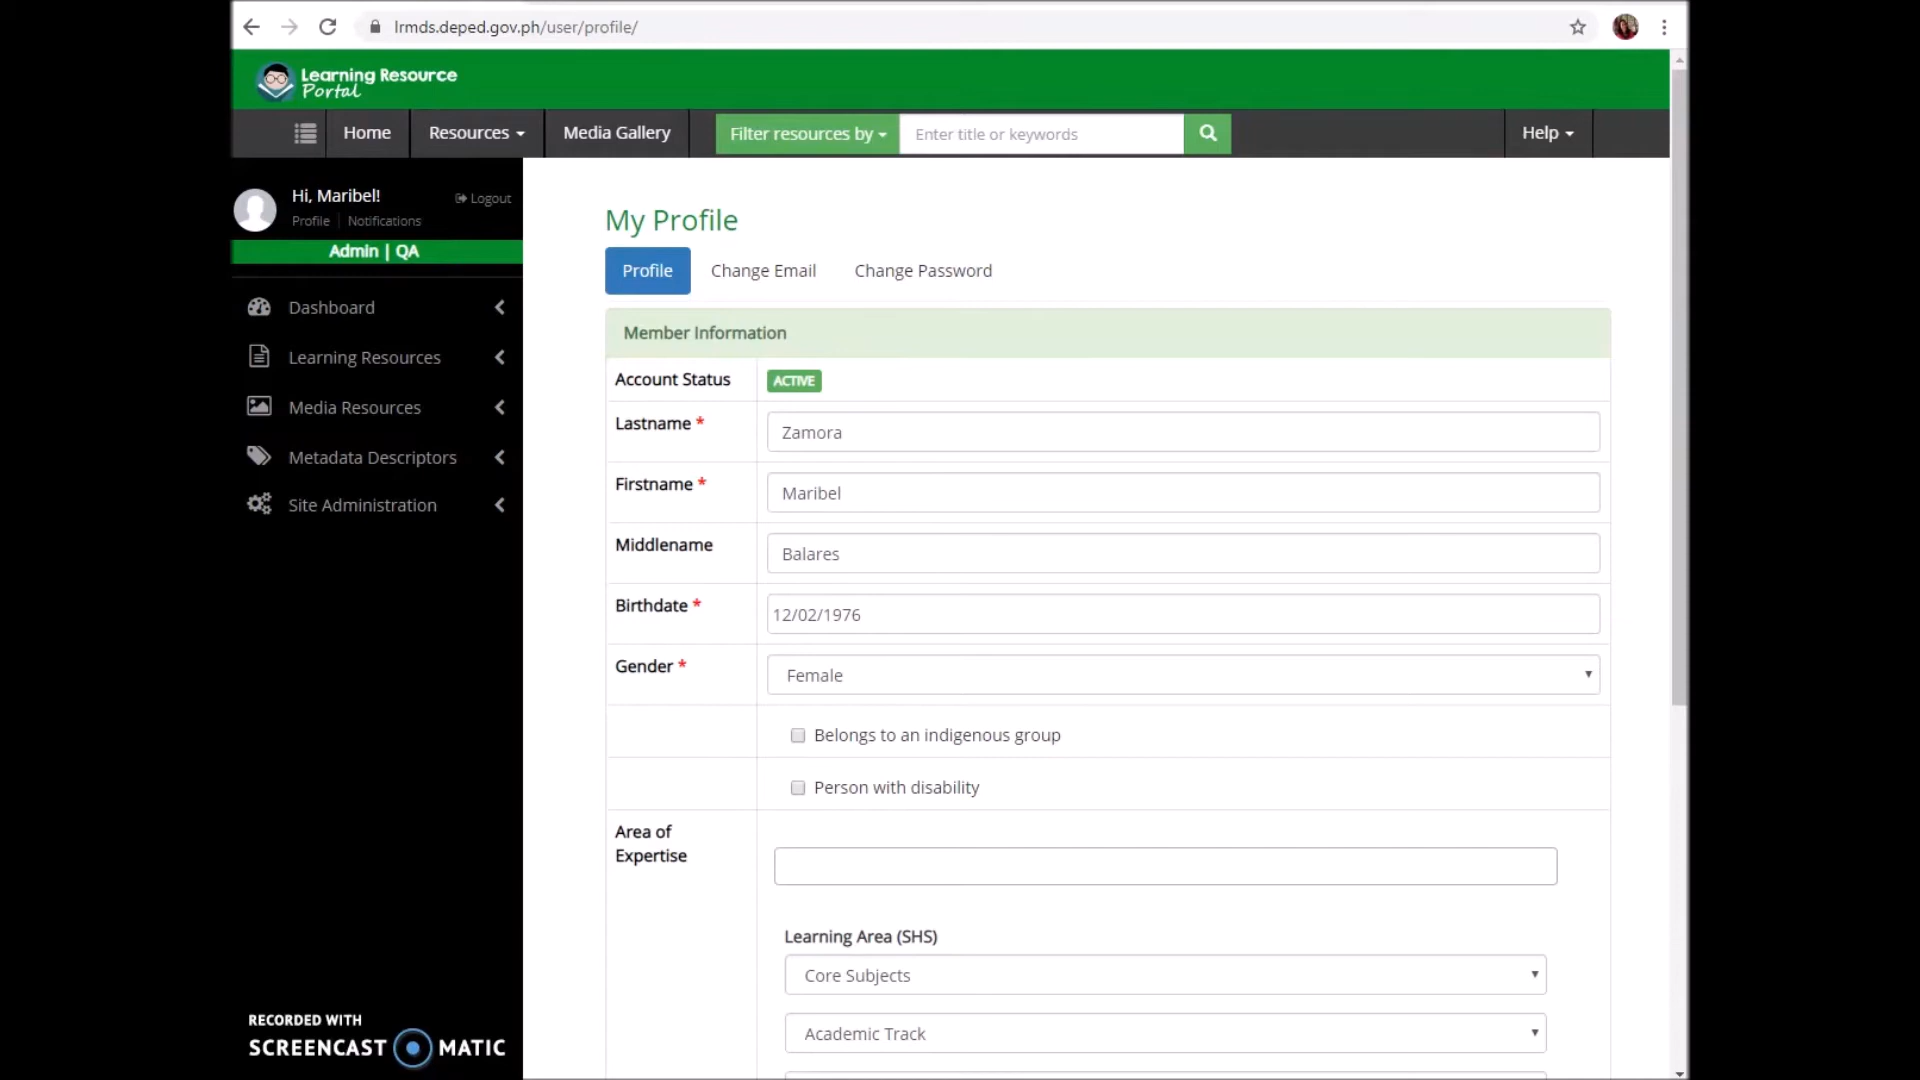 lrmds.deped.gov.ph/user/profile/
Learning Resource
Portal
Home
Resources
Media Gallery
Filter resources by
Enter title or keywords
Help
Hi, Maribel!
Logout
Profile
Notifications
Admin | QA
Dashboard
Learning Resources
Media Resources
Metadata Descriptors
Site Administration
My Profile
Profile
Change Email
Change Password
Member Information
Account Status
ACTIVE
Lastname *
Zamora
Firstname *
Maribel
Middlename
Balares
Birthdate *
12/02/1976
Gender *
Female
Belongs to an indigenous group
Person with disability
Area of
Expertise
Learning Area (SHS)
Core Subjects
Academic Track
RECORDED WITH
SCREENCAST MATIC